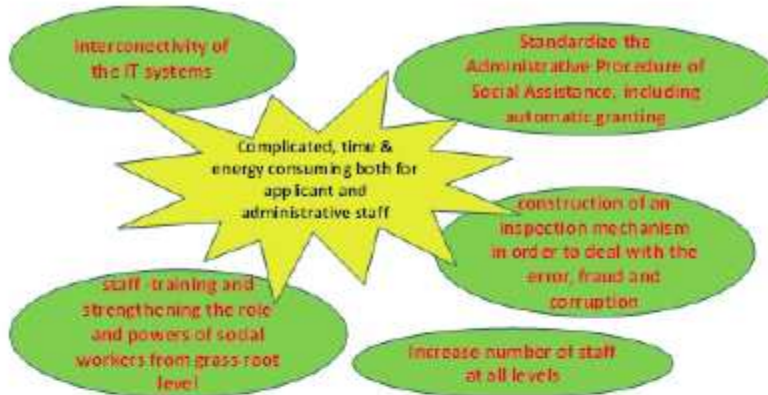 Interconectivity of
the IT systems
Standardize the
Administrative Procedure of
Social Assistance, including
automatic granting
Complicated, time &
energy consuming both for
applicant and
administrative staff
construction of an
inspection mechanism
in order to deal with the
error, fraud and
corruption
staff -training and
strengthening the role
and powers of social
workers from grass root
level
Increase number of staff
at all levels